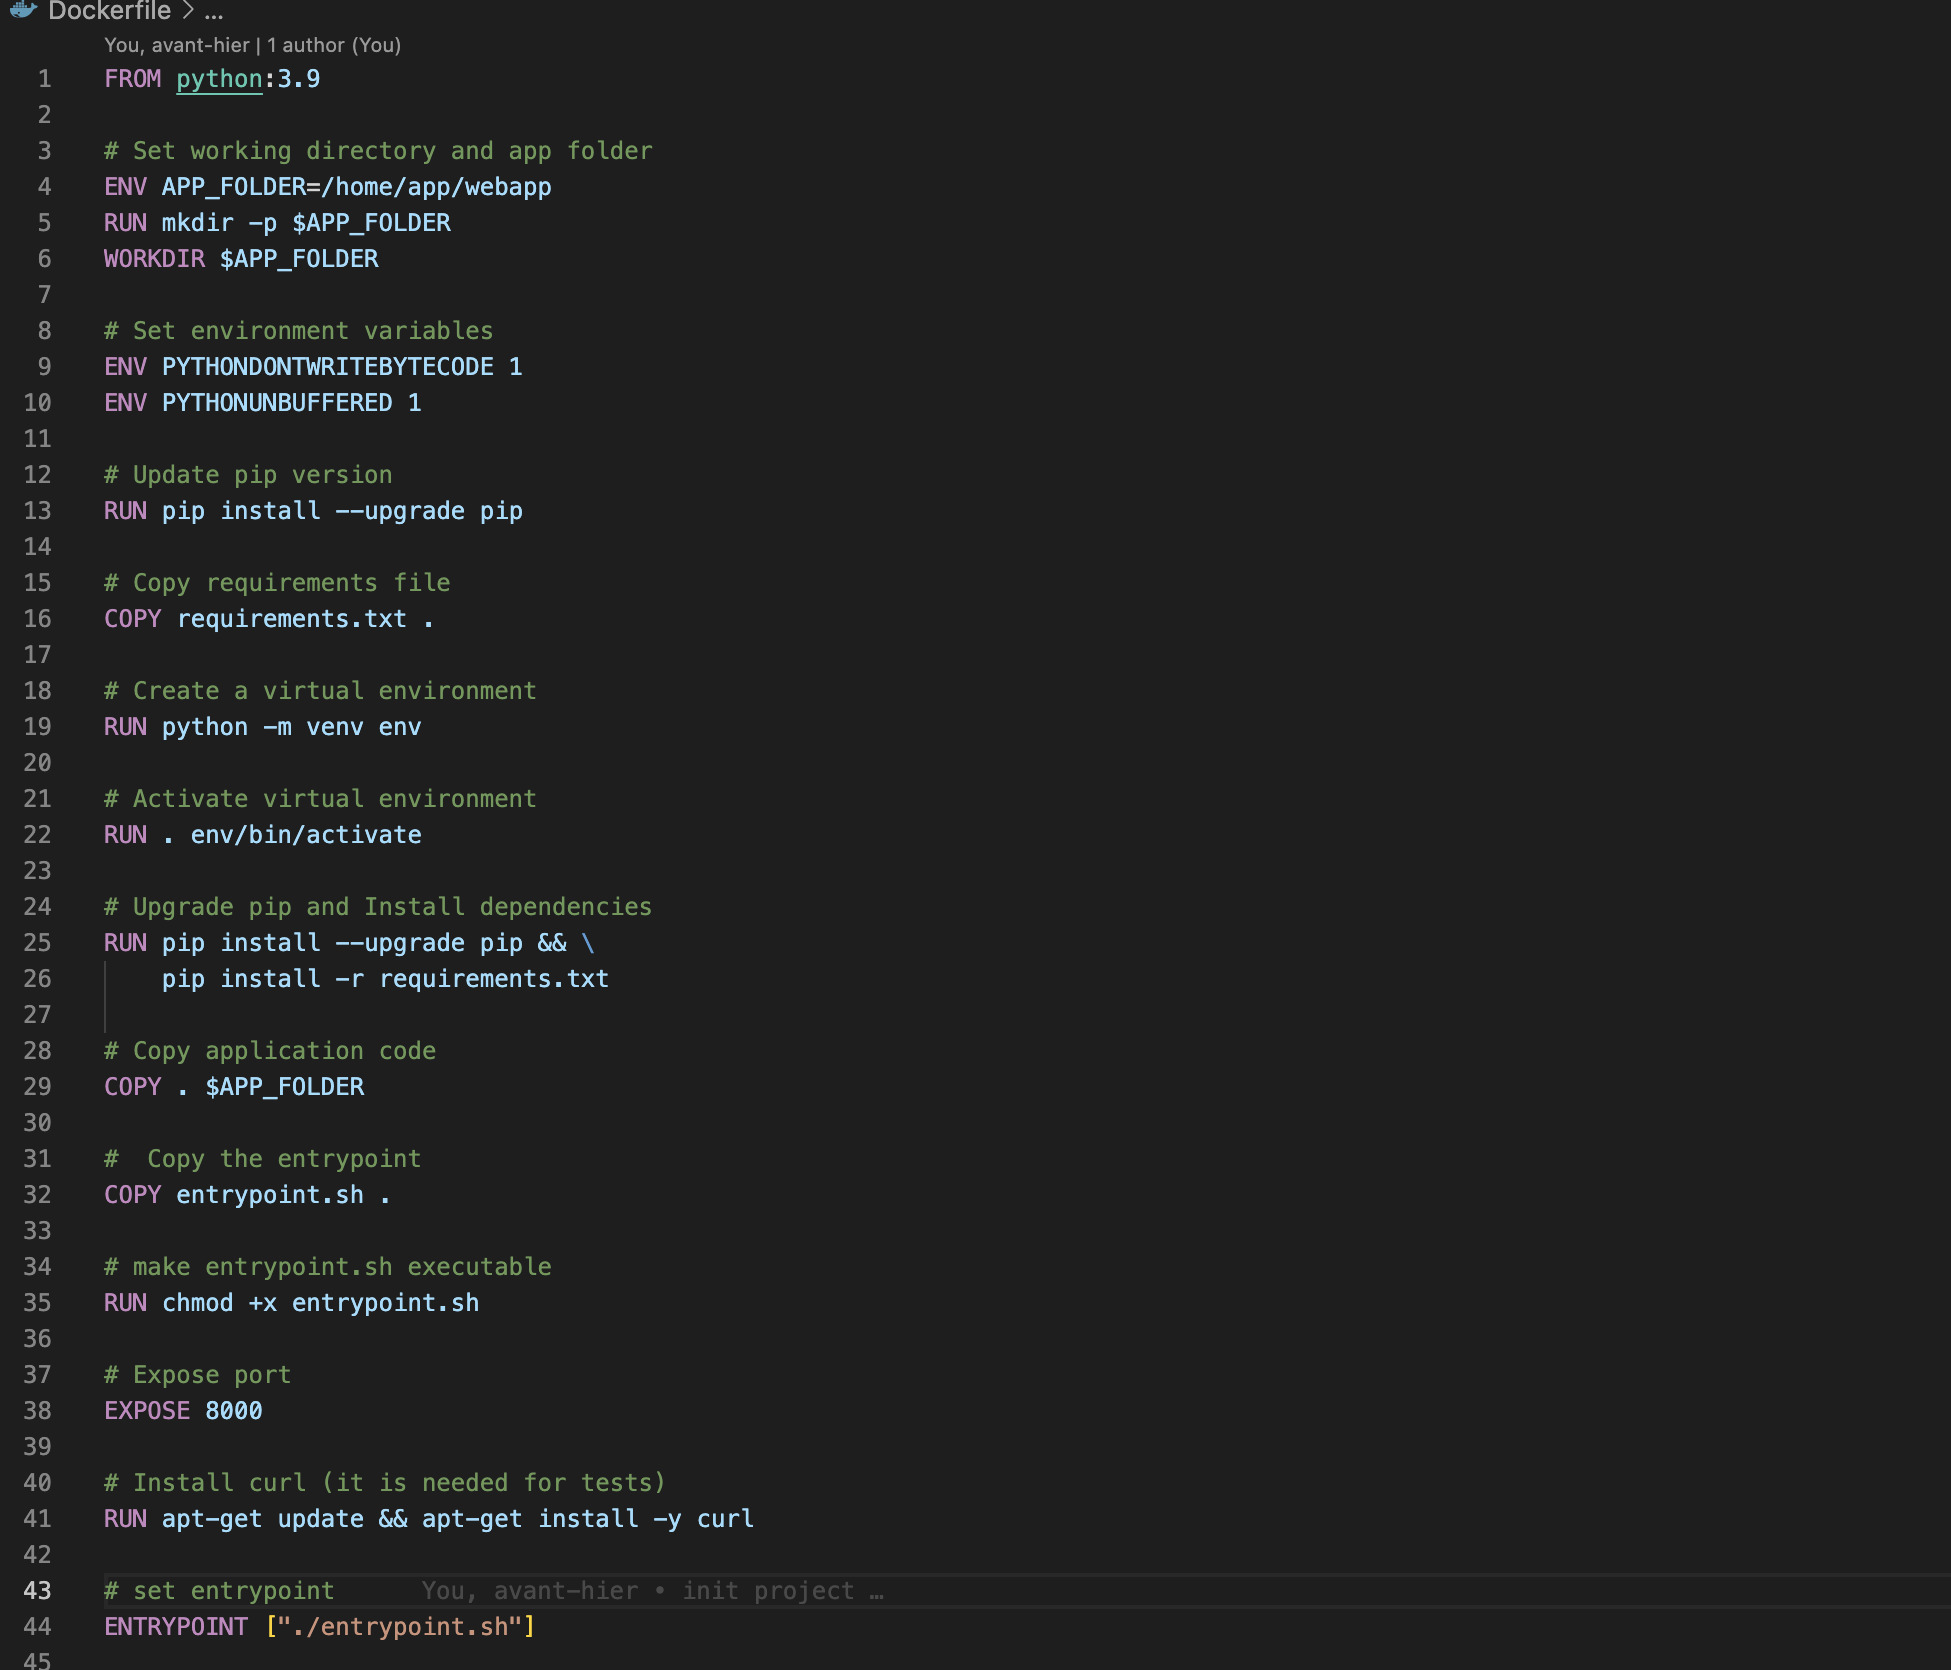 Dockerfile > ...
You, avant-hier | 1 author (You)
1 FROM python:3.9
2
3 # Set working directory and app folder
4 ENV APP_FOLDER=/home/app/webapp
5 RUN mkdir -p $APP_FOLDER
6 WORKDIR $APP_FOLDER
7
8 # Set environment variables
9 ENV PYTHONDONTWRITEBYTECODE 1
10 ENV PYTHONUNBUFFERED 1
11
12 # Update pip version
13 RUN pip install --upgrade pip
14
15 # Copy requirements file
16 COPY requirements.txt .
17
18 # Create a virtual environment
19 RUN python -m venv env
20
21 # Activate virtual environment
22 RUN . env/bin/activate
23
24 # Upgrade pip and Install dependencies
25 RUN pip install --upgrade pip && \
26     pip install -r requirements.txt
27
28 # Copy application code
29 COPY . $APP_FOLDER
30
31 #  Copy the entrypoint
32 COPY entrypoint.sh .
33
34 # make entrypoint.sh executable
35 RUN chmod +x entrypoint.sh
36
37 # Expose port
38 EXPOSE 8000
39
40 # Install curl (it is needed for tests)
41 RUN apt-get update && apt-get install -y curl
42
43 # set entrypoint You, avant-hier • init project …
44 ENTRYPOINT ["./entrypoint.sh"]
45